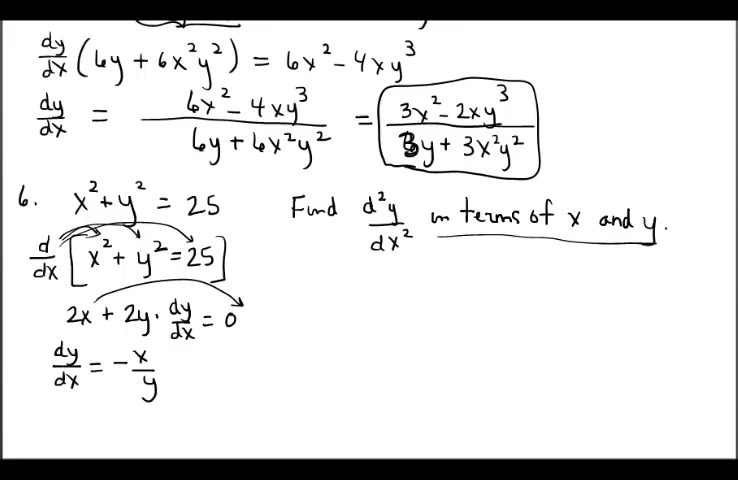 dy/dx (6y + 6x²y²) = 6x² - 4xy³
dy/dx = (6x² - 4xy³)/(6y + 6x²y²) = (3x² - 2xy³)/(3y + 3x²y²)
6. x² + y² = 25 Find d²y/dx² in terms of x and y.
d/dx [x² + y² = 25]
2x + 2y · dy/dx = 0
dy/dx = -x/y